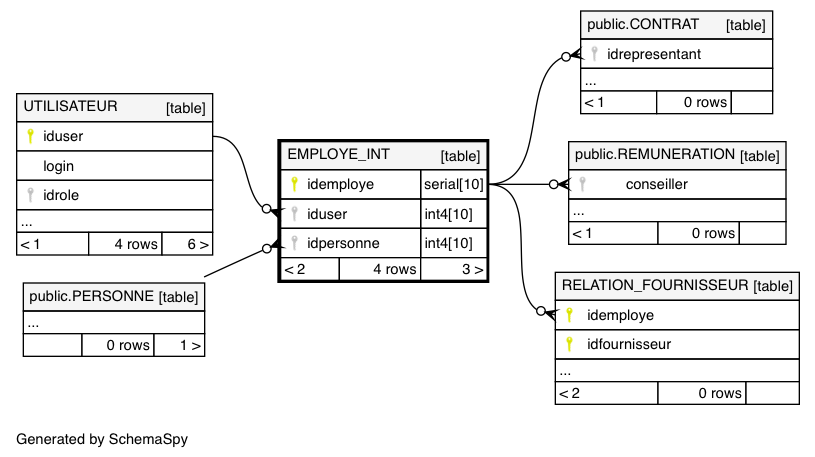 public.CONTRAT [table]
idrepresentant
...
< 1 0 rows
UTILISATEUR [table]
iduser
login
idrole
...
< 1 4 rows 6 >
EMPLOYE_INT [table]
idemploye serial[10]
iduser int4[10]
idpersonne int4[10]
< 2 4 rows 3 >
public.REMUNERATION [table]
conseiller
...
< 1 0 rows
public.PERSONNE [table]
...
0 rows 1 >
RELATION_FOURNISSEUR [table]
idemploye
idfournisseur
...
< 2 0 rows
Generated by SchemaSpy